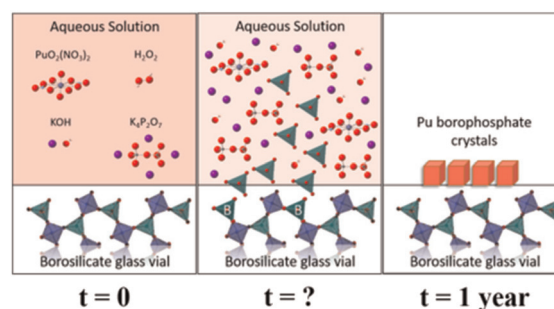 Aqueous Solution
PuO₂(NO₃)₂ H₂O₂
KOH K₄P₂O₇
Borosilicate glass vial
t = 0
Aqueous Solution
B B
Borosilicate glass vial
t = ?
Pu borophosphate
crystals
Borosilicate glass vial
t = 1 year